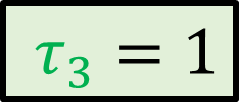 τ₃ = 1